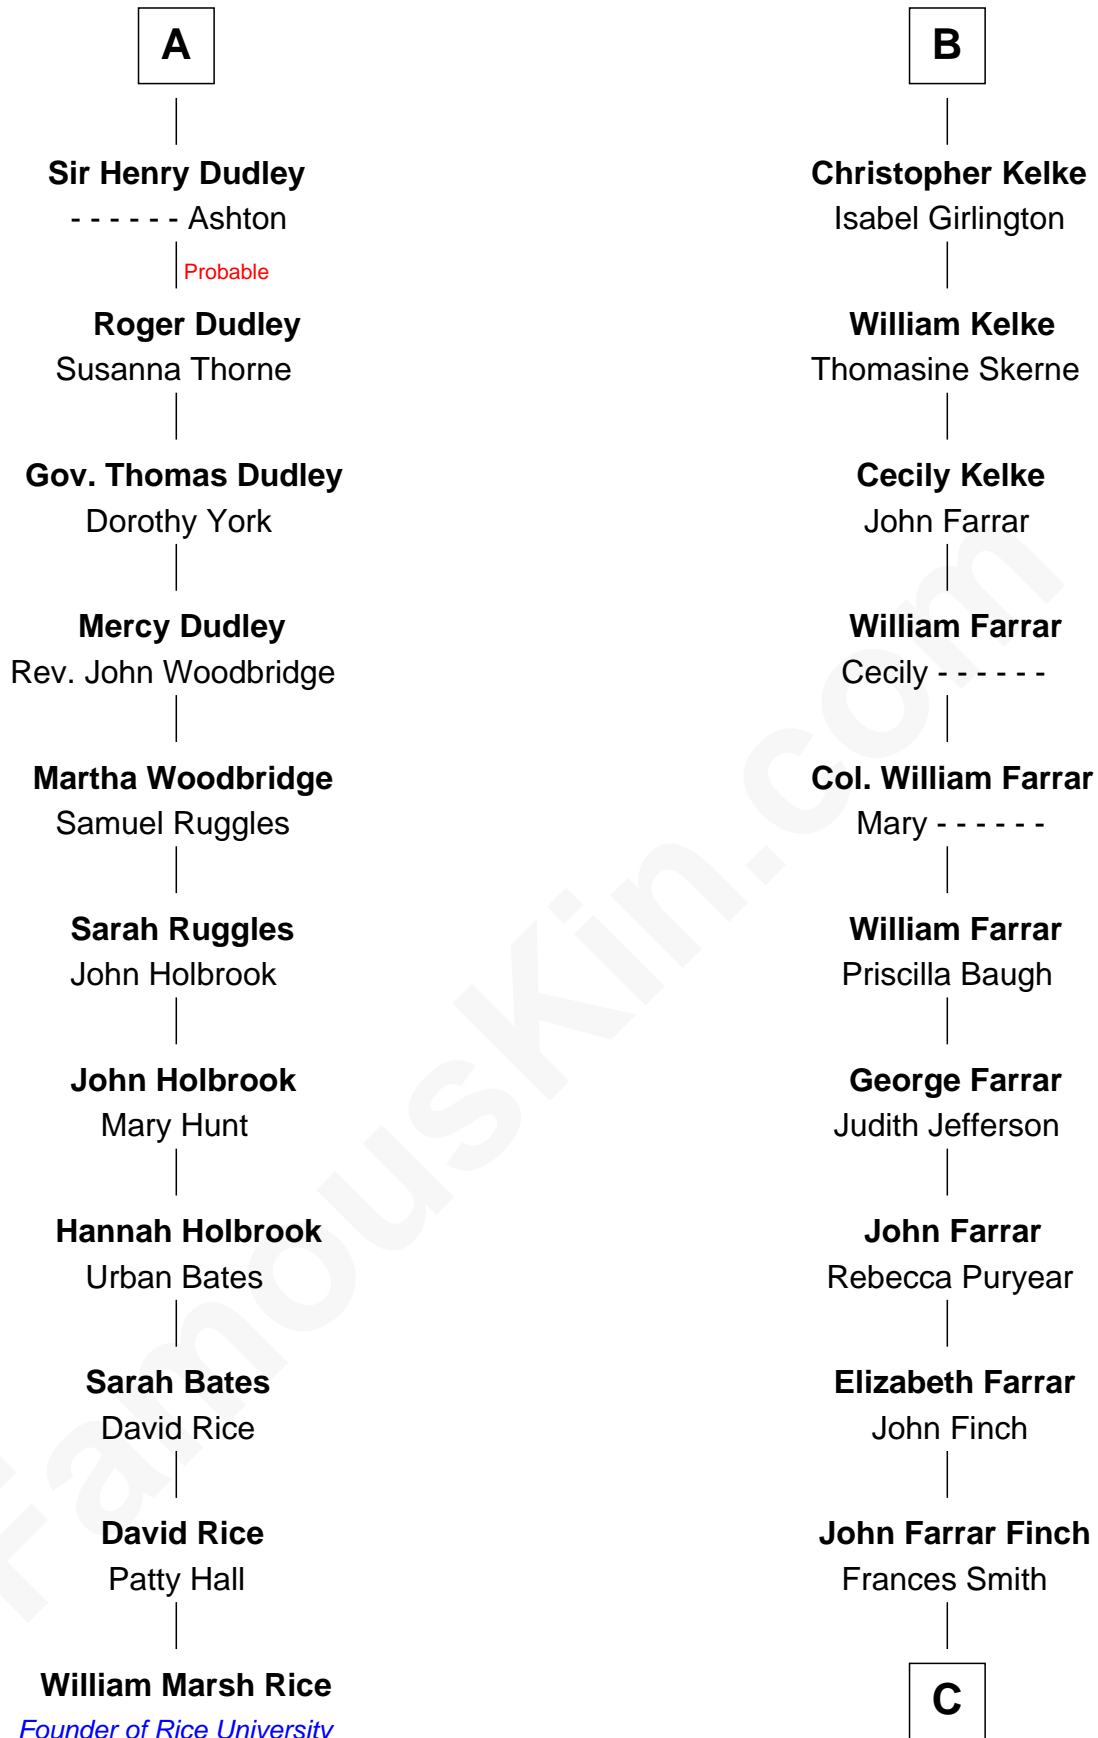 A
Sir Henry Dudley
- - - - - - Ashton
Probable
Roger Dudley
Susanna Thorne
Gov. Thomas Dudley
Dorothy York
Mercy Dudley
Rev. John Woodbridge
Martha Woodbridge
Samuel Ruggles
Sarah Ruggles
John Holbrook
John Holbrook
Mary Hunt
Hannah Holbrook
Urban Bates
Sarah Bates
David Rice
David Rice
Patty Hall
William Marsh Rice
Founder of Rice University
B
Christopher Kelke
Isabel Girlington
William Kelke
Thomasine Skerne
Cecily Kelke
John Farrar
William Farrar
Cecily - - - - - -
Col. William Farrar
Mary - - - - - -
William Farrar
Priscilla Baugh
George Farrar
Judith Jefferson
John Farrar
Rebecca Puryear
Elizabeth Farrar
John Finch
John Farrar Finch
Frances Smith
C
FamousKin.com